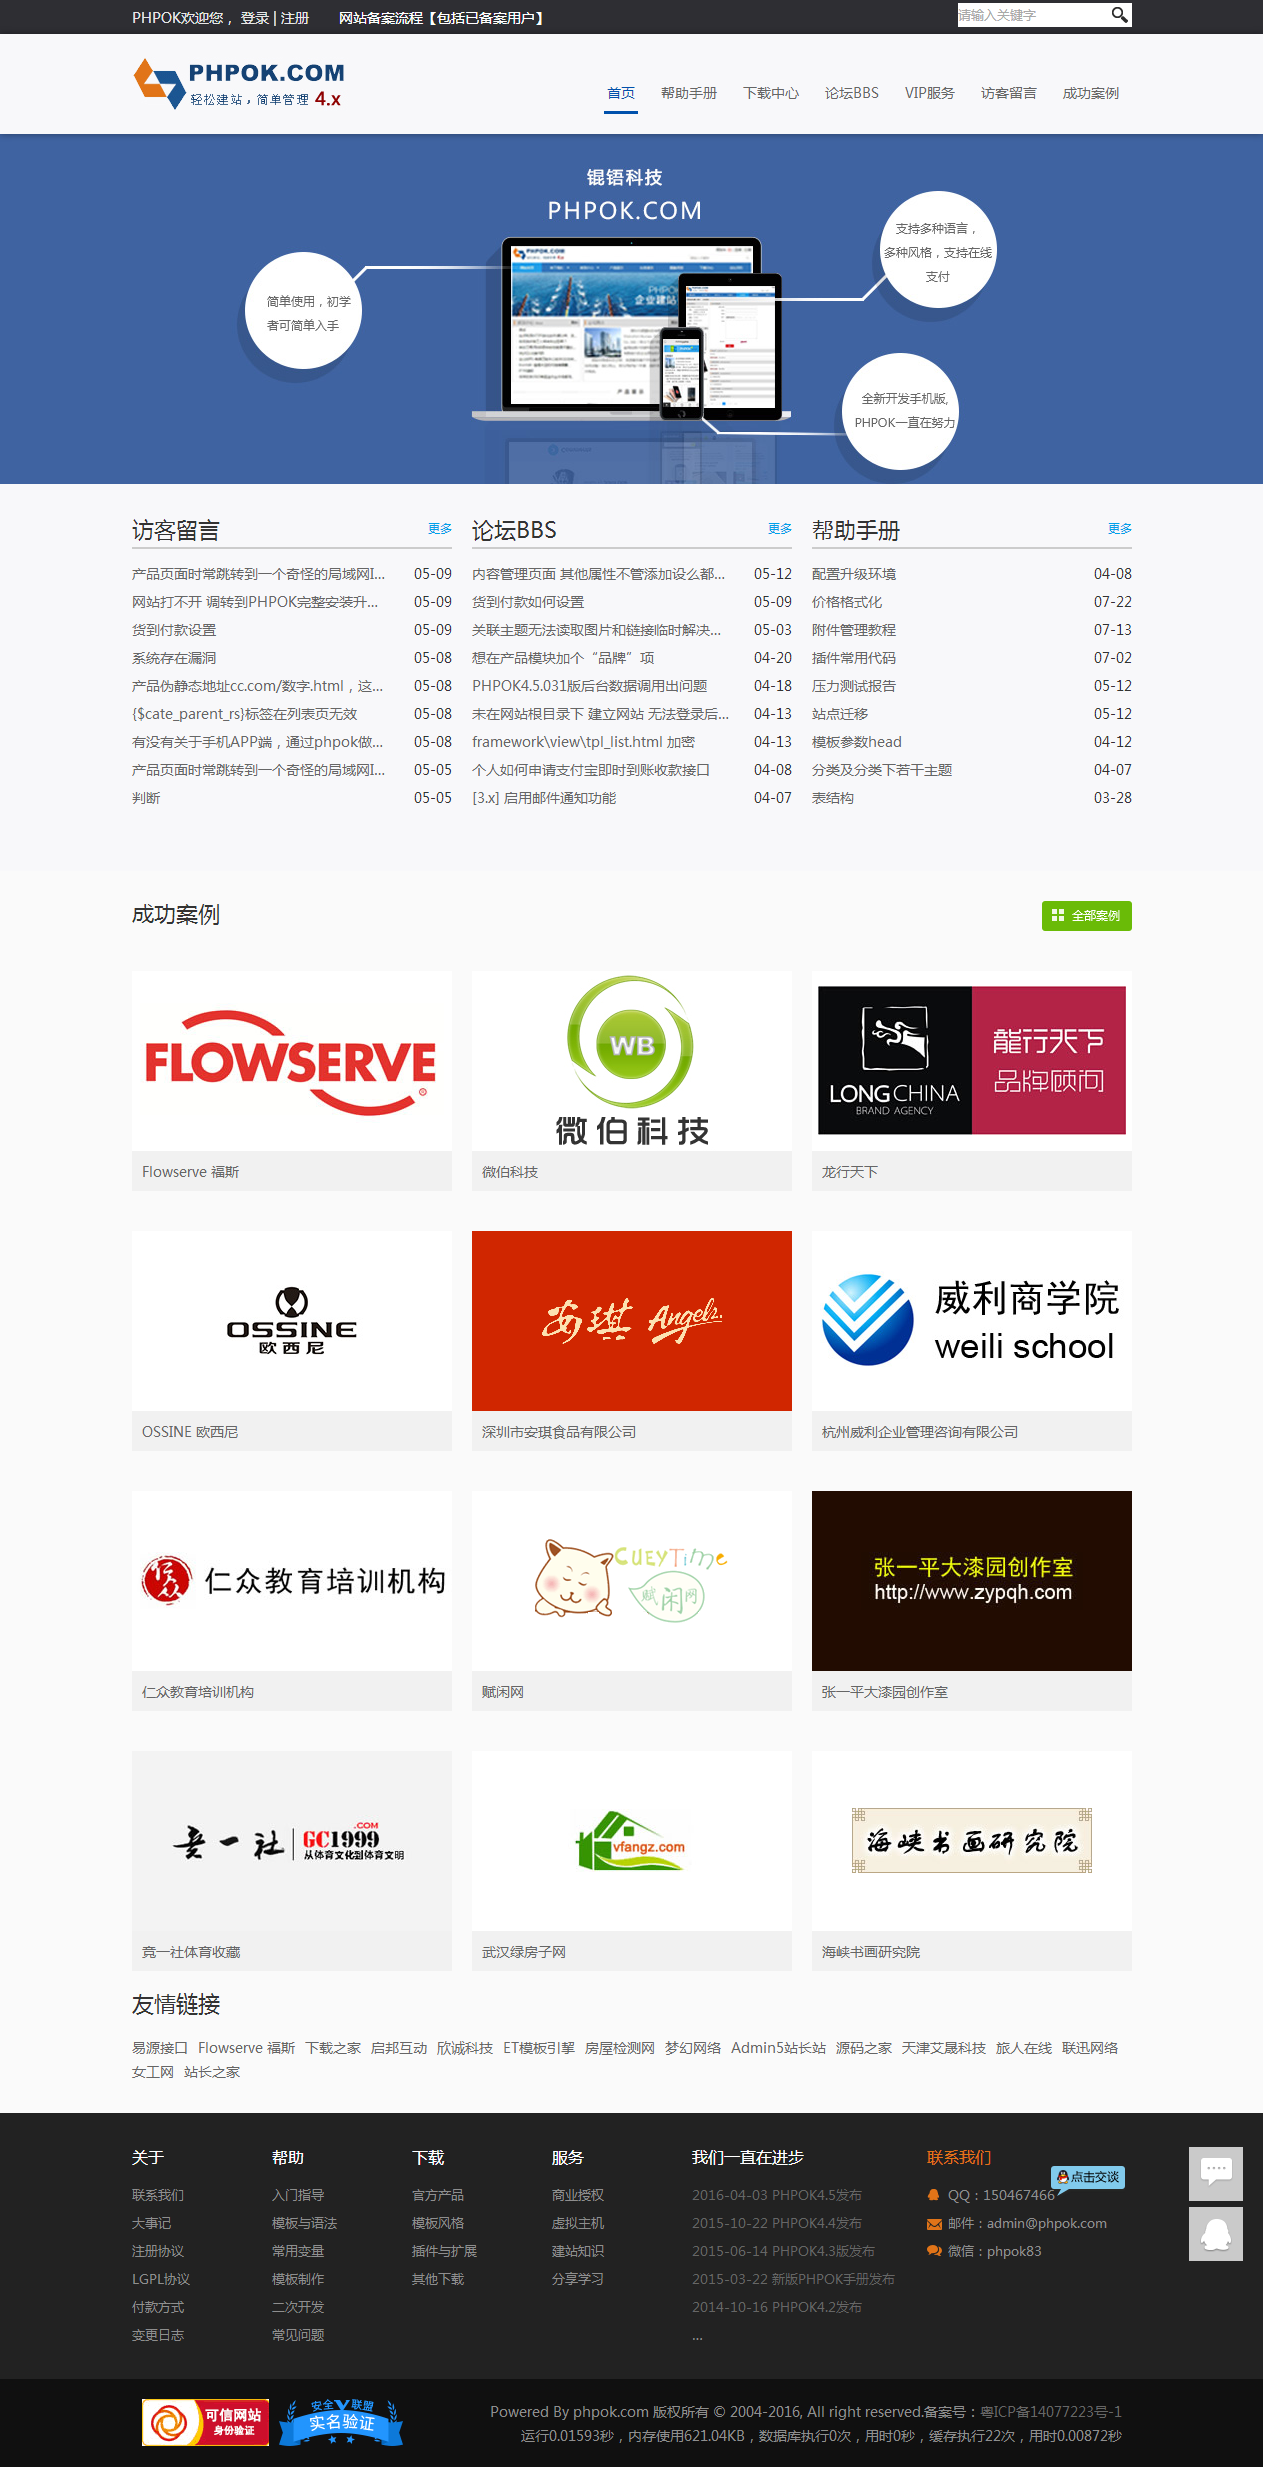 PHPOK欢迎您， 登录 | 注册 网站备案流程【包括已备案用户】
请输入关键字
PHPOK.COM
轻松建站，简单管理 4.x
首页 帮助手册 下载中心 论坛BBS VIP服务 访客留言 成功案例
锟铻科技
PHPOK.COM
支持多种语言，
多种风格，支持在线
支付
简单使用，初学
者可简单入手
全新开发手机版,
PHPOK一直在努力
访客留言 更多
产品页面时常跳转到一个奇怪的局域网I... 05-09
网站打不开 调转到PHPOK完整安装升... 05-09
货到付款设置 05-09
系统存在漏洞 05-08
产品伪静态地址cc.com/数字.html，这... 05-08
{$cate_parent_rs}标签在列表页无效 05-08
有没有关于手机APP端，通过phpok做... 05-08
产品页面时常跳转到一个奇怪的局域网I... 05-05
判断 05-05
论坛BBS 更多
内容管理页面 其他属性不管添加设么都... 05-12
货到付款如何设置 05-09
关联主题无法读取图片和链接临时解决... 05-03
想在产品模块加个“品牌”项 04-20
PHPOK4.5.031版后台数据调用出问题 04-18
未在网站根目录下 建立网站 无法登录后... 04-13
framework\view\tpl_list.html 加密 04-13
个人如何申请支付宝即时到账收款接口 04-08
[3.x] 启用邮件通知功能 04-07
帮助手册 更多
配置升级环境 04-08
价格格式化 07-22
附件管理教程 07-13
插件常用代码 07-02
压力测试报告 05-12
站点迁移 05-12
模板参数head 04-12
分类及分类下若干主题 04-07
表结构 03-28
成功案例 全部案例
FLOWSERVE
WB
微伯科技
LONGCHINA
BRAND AGENCY
龍行天下
品牌顾问
Flowserve 福斯 微伯科技 龙行天下
OSSINE
欧西尼
安琪 Angelz.
威利商学院
weili school
OSSINE 欧西尼 深圳市安琪食品有限公司 杭州威利企业管理咨询有限公司
仁众 仁众教育培训机构
CUEYTime
赋闲网
张一平大漆园创作室
http://www.zypqh.com
仁众教育培训机构 赋闲网 张一平大漆园创作室
竞一社 GC1999.COM
从体育文化到体育文明
vfangz.com
海峡书画研究院
竞一社体育收藏 武汉绿房子网 海峡书画研究院
友情链接
易源接口 Flowserve 福斯 下载之家 启邦互动 欣诚科技 ET模板引挈 房屋检测网 梦幻网络 Admin5站长站 源码之家 天津艾晟科技 旅人在线 联迅网络
女工网 站长之家
关于
联系我们
大事记
注册协议
LGPL协议
付款方式
变更日志
帮助
入门指导
模板与语法
常用变量
模板制作
二次开发
常见问题
下载
官方产品
模板风格
插件与扩展
其他下载
服务
商业授权
虚拟主机
建站知识
分享学习
我们一直在进步
2016-04-03 PHPOK4.5发布
2015-10-22 PHPOK4.4发布
2015-06-14 PHPOK4.3版发布
2015-03-22 新版PHPOK手册发布
2014-10-16 PHPOK4.2发布
...
联系我们
点击交谈
QQ：150467466
邮件：admin@phpok.com
微信：phpok83
可信网站
身份验证
安全联盟
实名验证
Powered By phpok.com 版权所有 © 2004-2016, All right reserved.备案号：粤ICP备14077223号-1
运行0.01593秒，内存使用621.04KB，数据库执行0次，用时0秒，缓存执行22次，用时0.00872秒